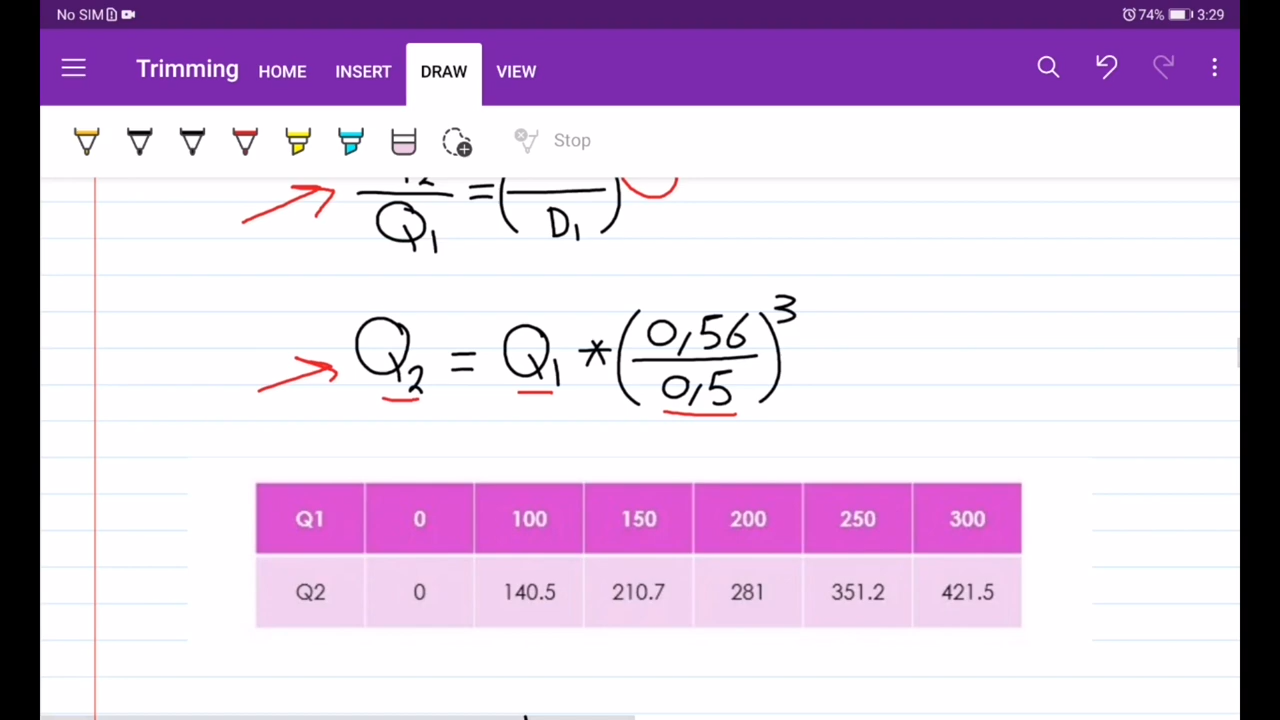 No SIM 74% 3:29
Trimming HOME INSERT DRAW VIEW
Stop
Q1 = ( D1 )
Q2 = Q1 * (0,56 / 0,5)^3
Q1 0 100 150 200 250 300
Q2 0 140.5 210.7 281 351.2 421.5